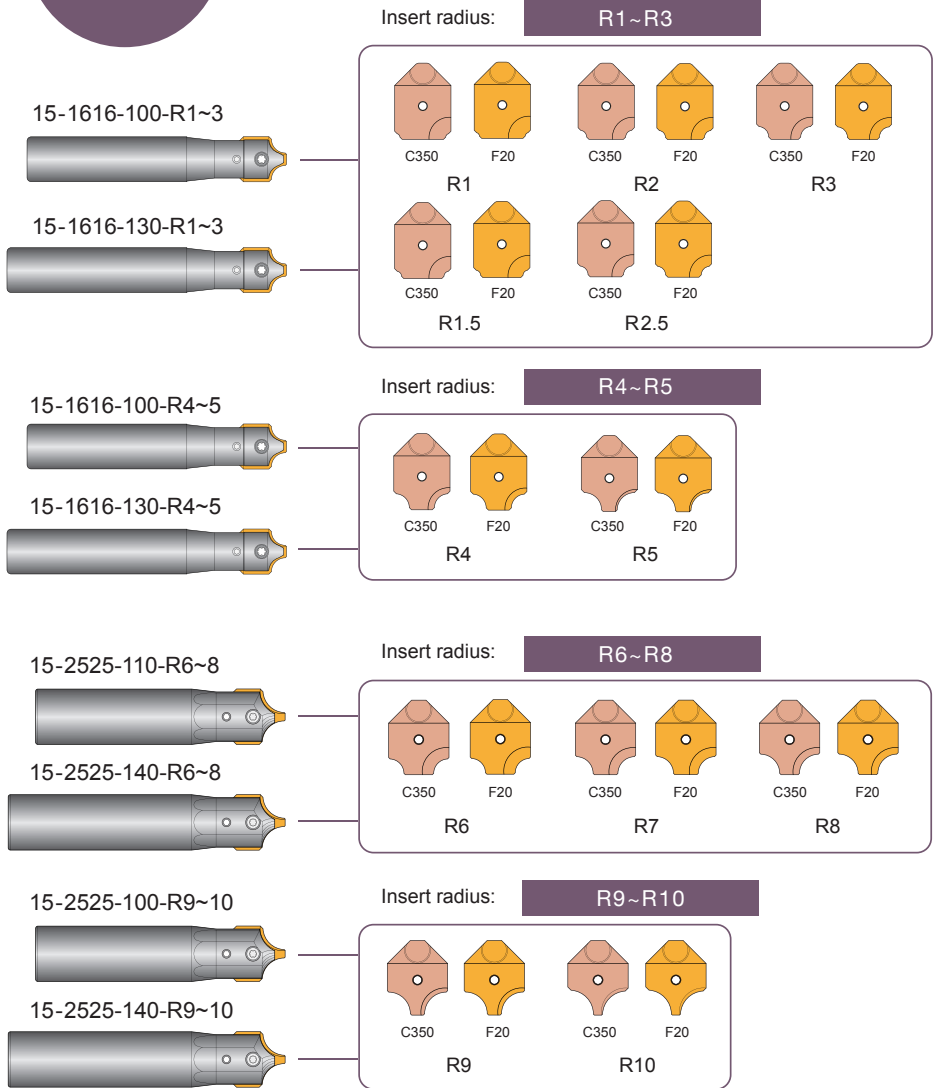 Insert radius: R1~R3
15-1616-100-R1~3
C350 F20 C350 F20 C350 F20
R1 R2 R3
15-1616-130-R1~3
C350 F20 C350 F20
R1.5 R2.5
Insert radius: R4~R5
15-1616-100-R4~5
15-1616-130-R4~5
C350 F20 C350 F20
R4 R5
Insert radius: R6~R8
15-2525-110-R6~8
15-2525-140-R6~8
C350 F20 C350 F20 C350 F20
R6 R7 R8
Insert radius: R9~R10
15-2525-100-R9~10
15-2525-140-R9~10
C350 F20 C350 F20
R9 R10